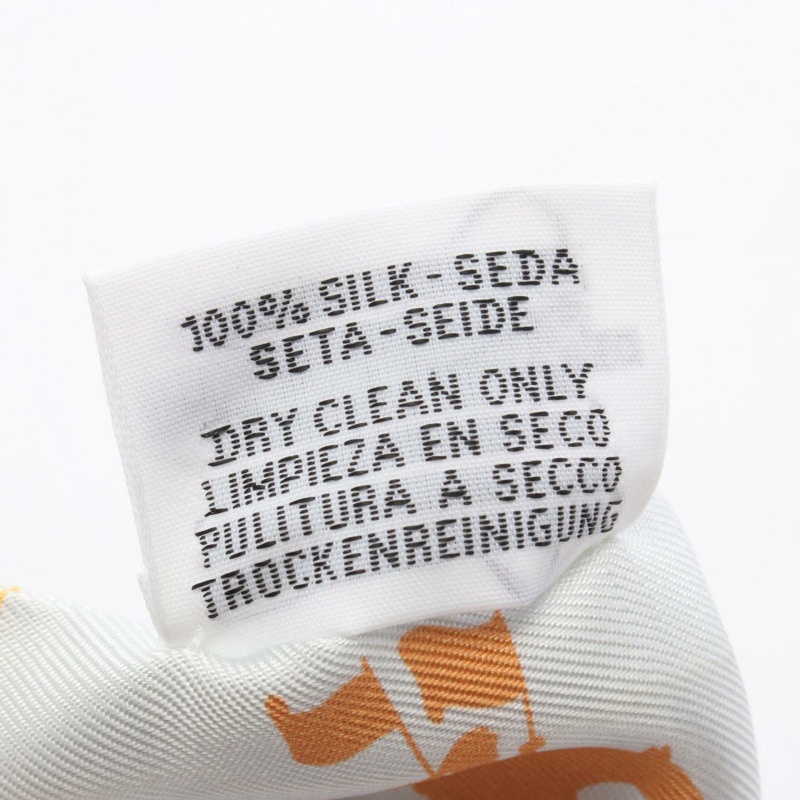 100% SILK - SEDA
SETA - SEIDE
DRY CLEAN ONLY
LIMPIEZA EN SECO
PULITURA A SECCO
TROCKENREINIGUNG